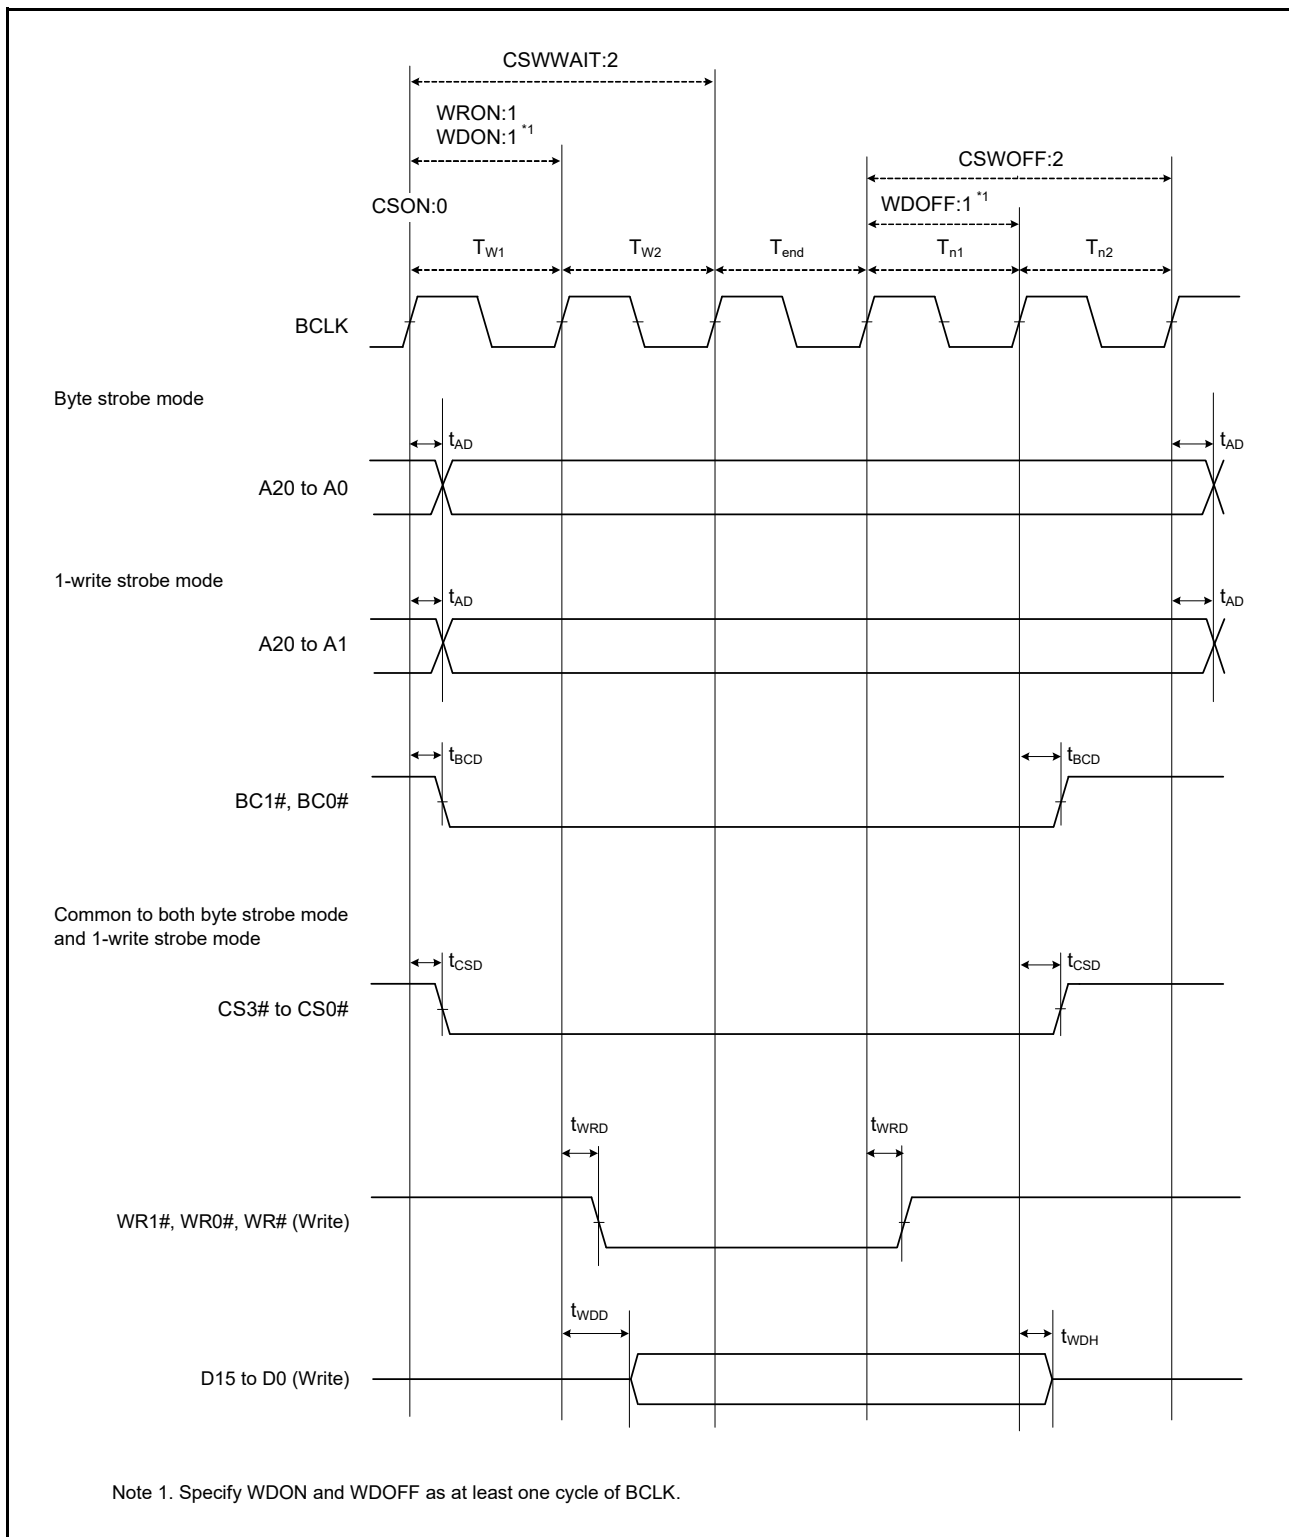 CSWWAIT:2
WRON:1
WDON:1 *1
CSWOFF:2
WDOFF:1 *1
CSON:0
TW1
TW2
Tend
Tn1
Tn2
BCLK
Byte strobe mode
tAD
tAD
A20 to A0
1-write strobe mode
tAD
tAD
A20 to A1
tBCD
tBCD
BC1#, BC0#
Common to both byte strobe mode
and 1-write strobe mode
tCSD
tCSD
CS3# to CS0#
tWRD
tWRD
WR1#, WR0#, WR# (Write)
tWDD
tWDH
D15 to D0 (Write)
Note 1. Specify WDON and WDOFF as at least one cycle of BCLK.